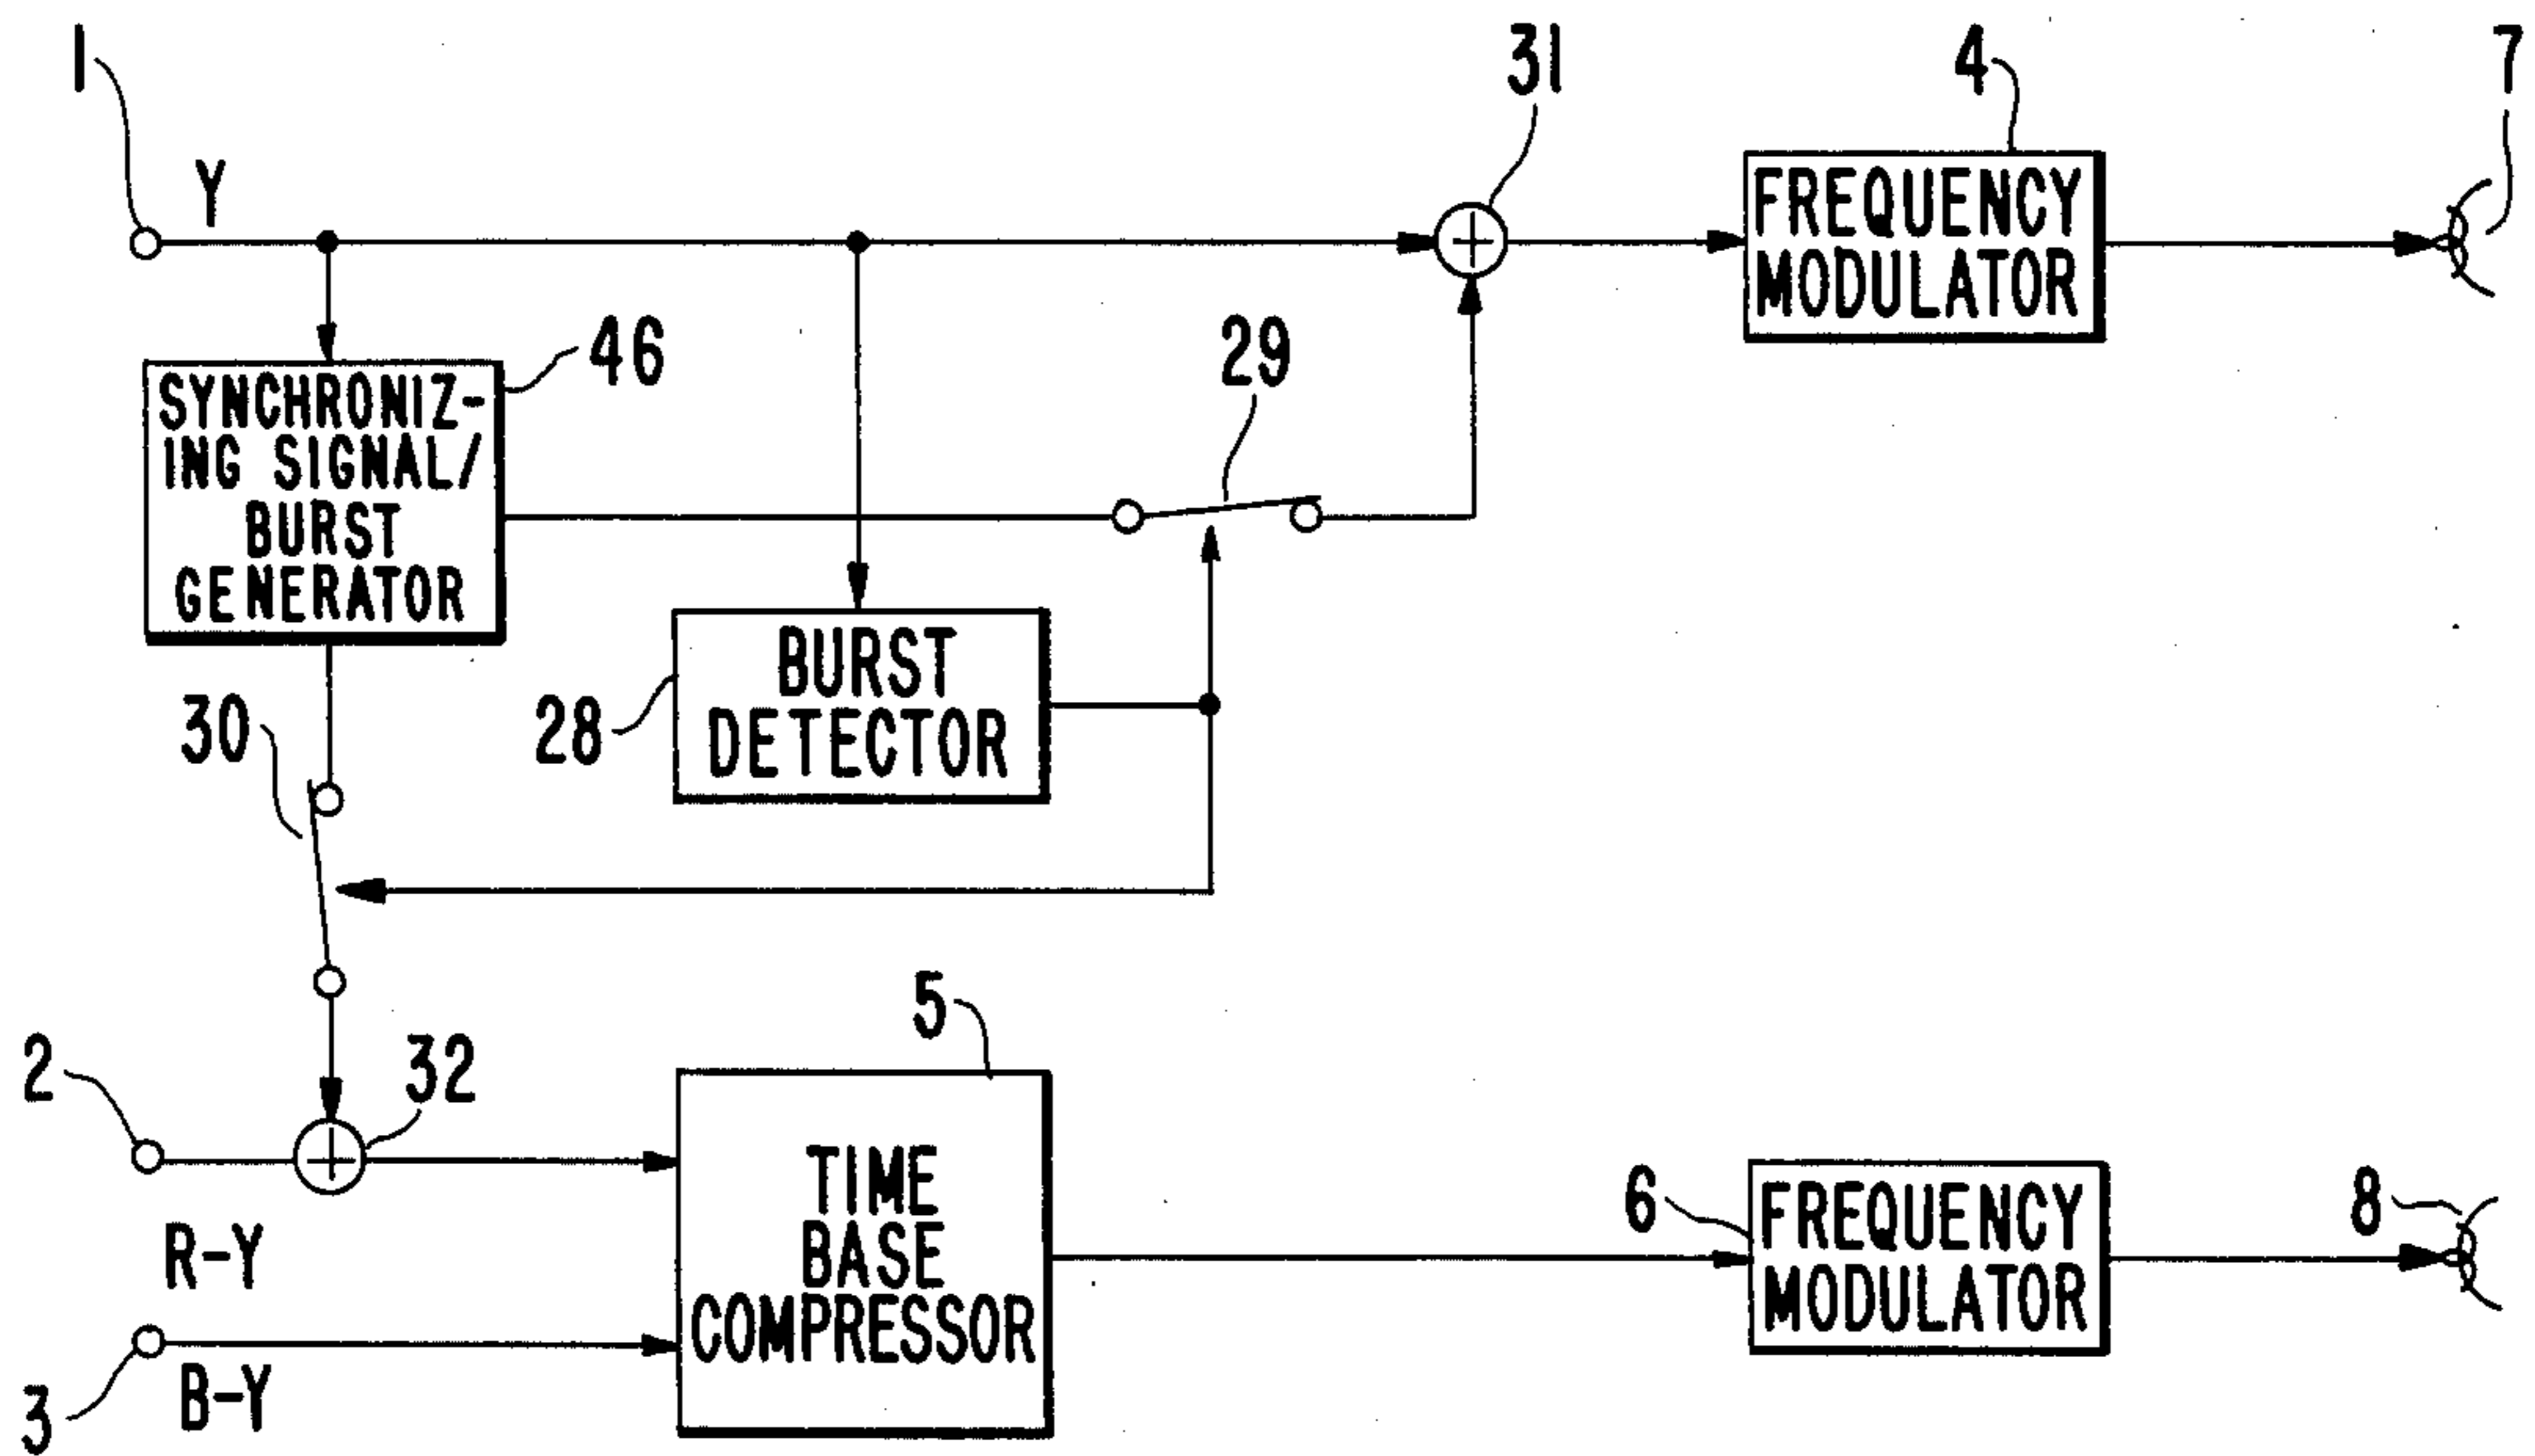 1
Y
31
4
7
FREQUENCY
MODULATOR
46
SYNCHRONIZ-
ING SIGNAL/
BURST
GENERATOR
29
30
28
BURST
DETECTOR
2
32
5
R-Y
TIME
BASE
COMPRESSOR
6
FREQUENCY
MODULATOR
8
3
B-Y